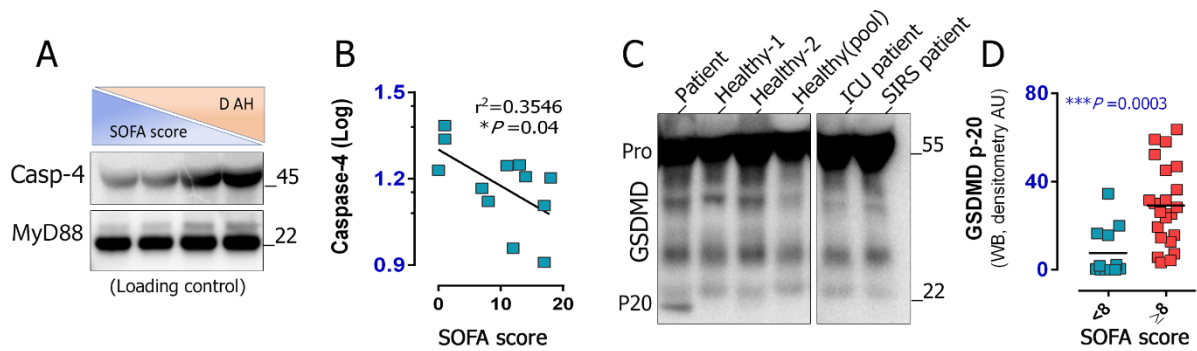 A
D AH
SOFA score
Casp-4
45
MyD88
22
(Loading control)
B
Caspase-4 (Log)
1.5
1.2
0.9
r²=0.3546
*P=0.04
0
10
20
SOFA score
C
Patient
Healthy-1
Healthy-2
Healthy(pool)
ICU patient
SIRS patient
Pro
55
GSDMD
P20
22
D
GSDMD p-20
(WB, densitometry AU)
80
40
0
***P=0.0003
<8
≥8
SOFA score